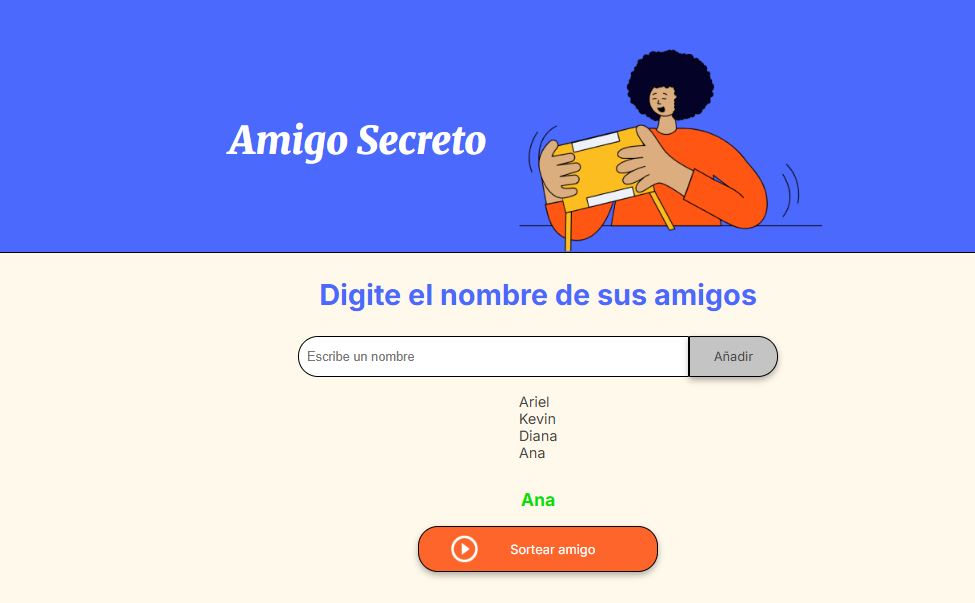 Amigo Secreto
Digite el nombre de sus amigos
Escribe un nombre
Añadir
Ariel
Kevin
Diana
Ana
Ana
Sortear amigo